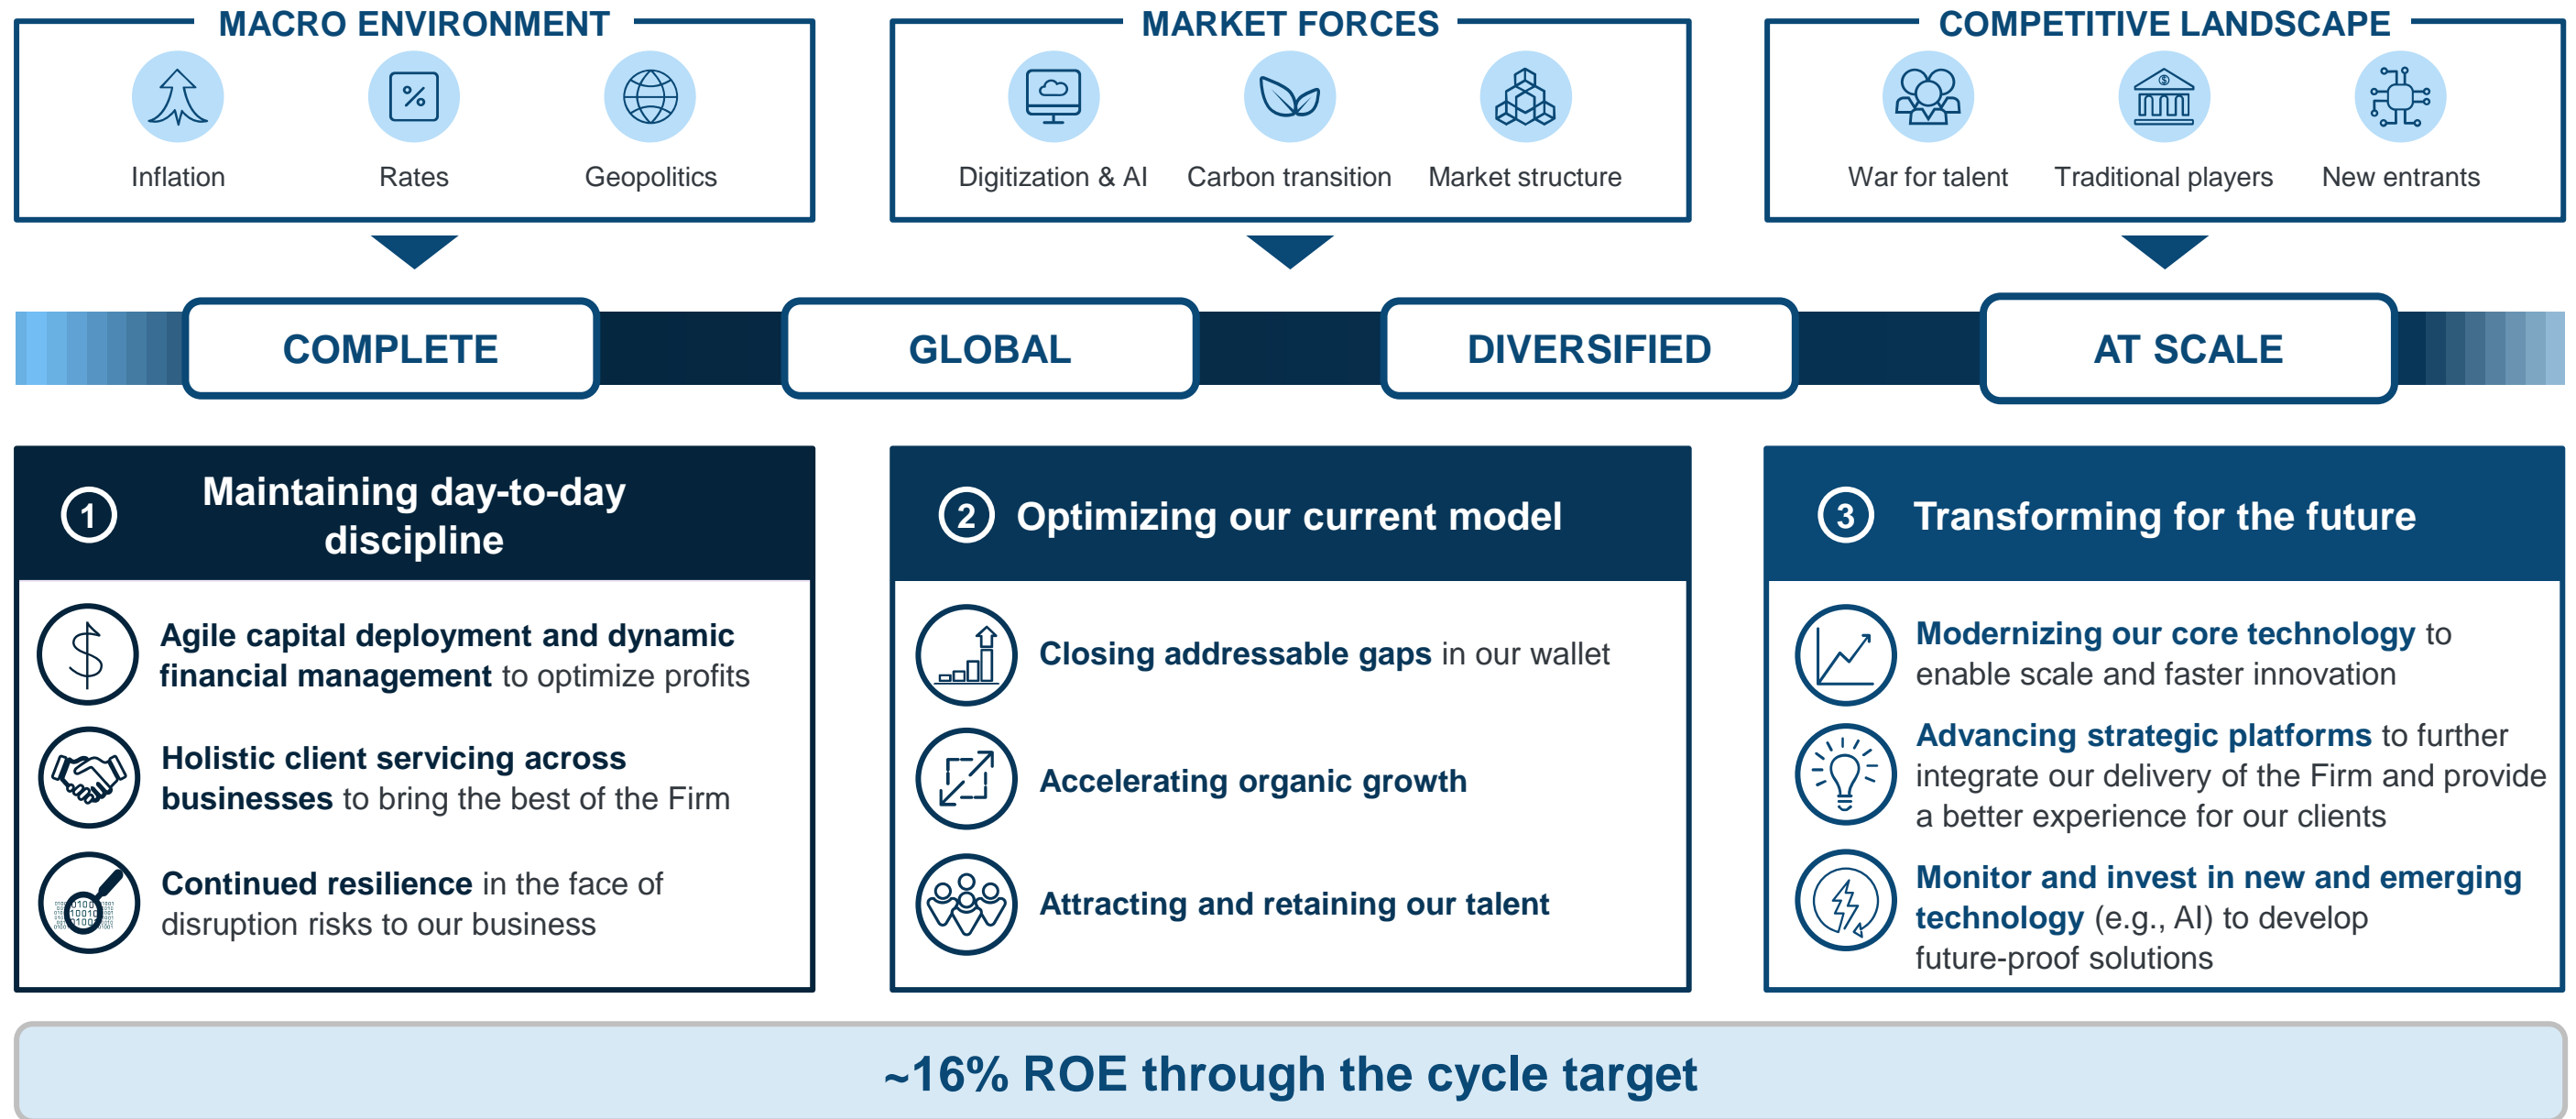 MACRO ENVIRONMENT
Inflation
Rates
Geopolitics
MARKET FORCES
Digitization & AI
Carbon transition
Market structure
COMPETITIVE LANDSCAPE
War for talent
Traditional players
New entrants
COMPLETE
GLOBAL
DIVERSIFIED
AT SCALE
1
Maintaining day-to-day
discipline
Agile capital deployment and dynamic
financial management to optimize profits
Holistic client servicing across
businesses to bring the best of the Firm
Continued resilience in the face of
disruption risks to our business
2
Optimizing our current model
Closing addressable gaps in our wallet
Accelerating organic growth
Attracting and retaining our talent
3
Transforming for the future
Modernizing our core technology to
enable scale and faster innovation
Advancing strategic platforms to further
integrate our delivery of the Firm and provide
a better experience for our clients
Monitor and invest in new and emerging
technology (e.g., AI) to develop
future-proof solutions
~16% ROE through the cycle target